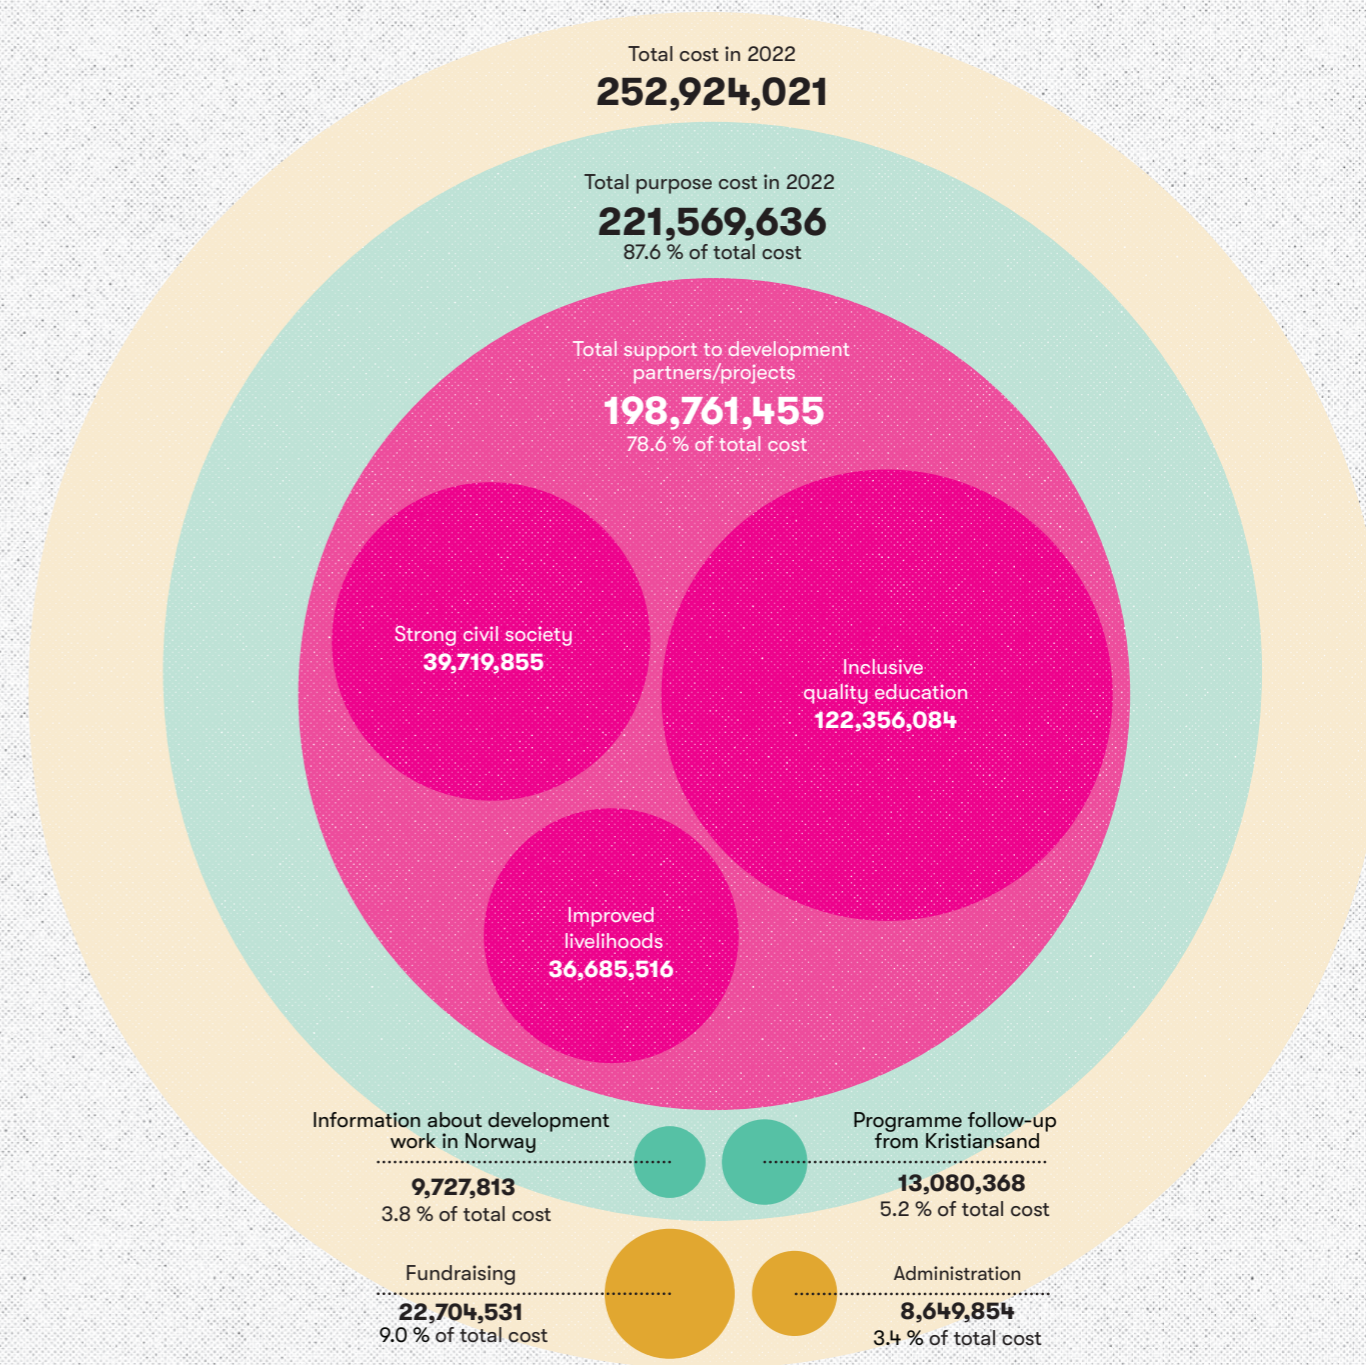 Total cost in 2022
252,924,021
Total purpose cost in 2022
221,569,636
87.6 % of total cost
Total support to development
partners/projects
198,761,455
78.6 % of total cost
Strong civil society
39,719,855
Inclusive
quality education
122,356,084
Improved
livelihoods
36,685,516
Information about development
work in Norway
9,727,813
3.8 % of total cost
Programme follow-up
from Kristiansand
13,080,368
5.2 % of total cost
Fundraising
22,704,531
9.0 % of total cost
Administration
8,649,854
3.4 % of total cost